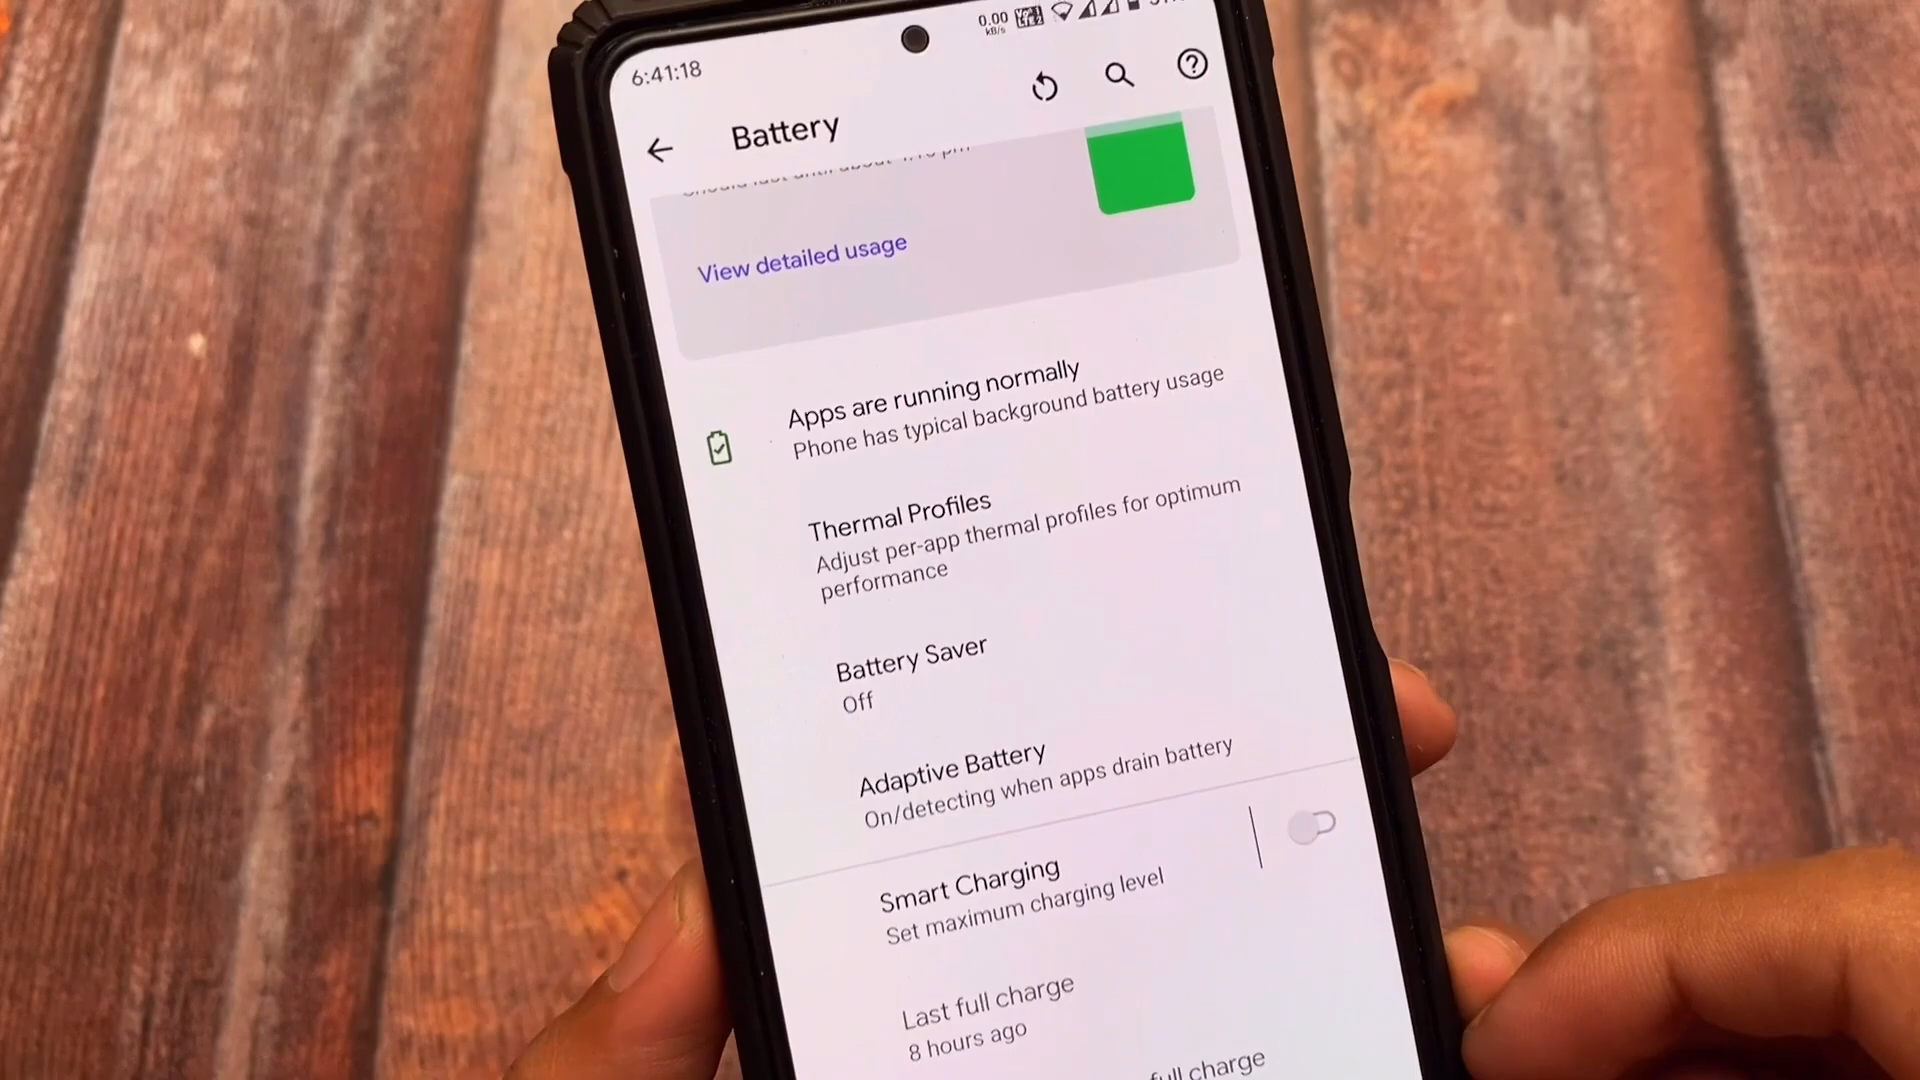 6:41:18
0.00
kB/s
Battery
View detailed usage
Apps are running normally
Phone has typical background battery usage
Thermal Profiles
Adjust per-app thermal profiles for optimum
performance
Battery Saver
Off
Adaptive Battery
On/detecting when apps drain battery
Smart Charging
Set maximum charging level
Last full charge
8 hours ago
full charge